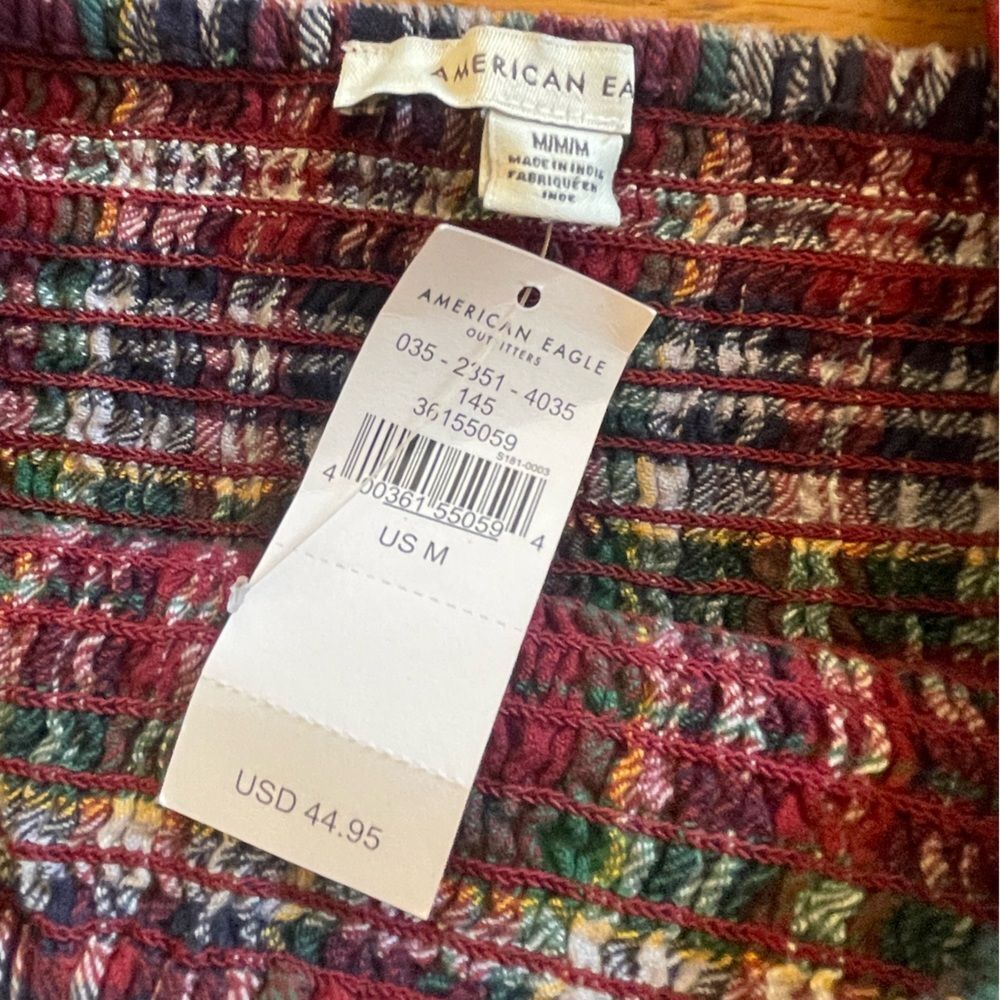 AMERICAN EA
M/M/M
MADE IN INDIA
FABRIQUÉ EN
INDE
AMERICAN EAGLE
OUTFITTERS
035 - 2351 - 4035
145
36155059
S181-0003
4 00361 55059 4
US M
USD 44.95